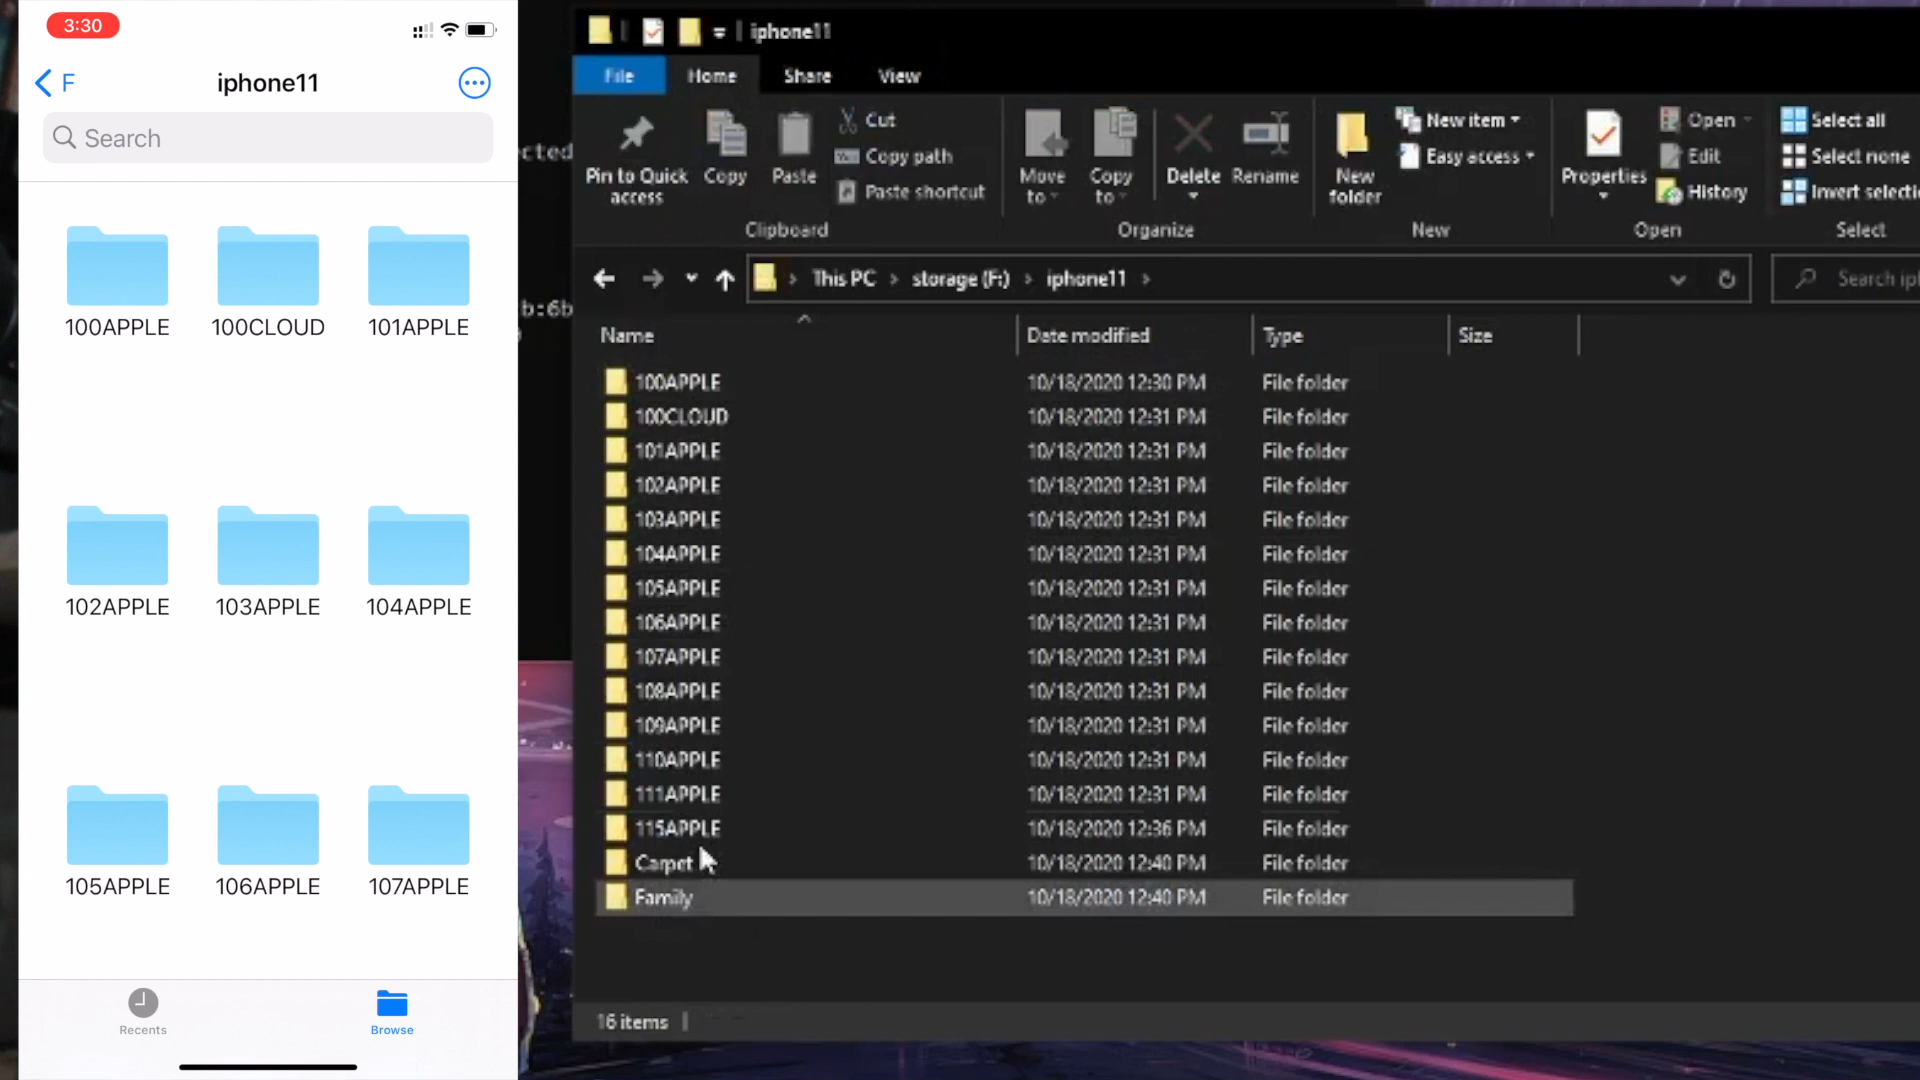 3:30
F
iphone11
Search
100APPLE 100CLOUD 101APPLE
102APPLE 103APPLE 104APPLE
105APPLE 106APPLE 107APPLE
Recents Browse
cted
b:6b
iphone11
File Home Share View
Pin to Quick access
Copy
Paste
Cut
Copy path
Paste shortcut
Clipboard
Move to
Copy to
Delete
Rename
Organize
New folder
New item
Easy access
New
Properties
Open
Edit
History
Open
Select all
Select none
Invert selecti
Select
This PC > storage (F:) > iphone11 >
Search ip
Name Date modified Type Size
100APPLE 10/18/2020 12:30 PM File folder
100CLOUD 10/18/2020 12:31 PM File folder
101APPLE 10/18/2020 12:31 PM File folder
102APPLE 10/18/2020 12:31 PM File folder
103APPLE 10/18/2020 12:31 PM File folder
104APPLE 10/18/2020 12:31 PM File folder
105APPLE 10/18/2020 12:31 PM File folder
106APPLE 10/18/2020 12:31 PM File folder
107APPLE 10/18/2020 12:31 PM File folder
108APPLE 10/18/2020 12:31 PM File folder
109APPLE 10/18/2020 12:31 PM File folder
110APPLE 10/18/2020 12:31 PM File folder
111APPLE 10/18/2020 12:31 PM File folder
115APPLE 10/18/2020 12:36 PM File folder
Carpet 10/18/2020 12:40 PM File folder
Family 10/18/2020 12:40 PM File folder
16 items